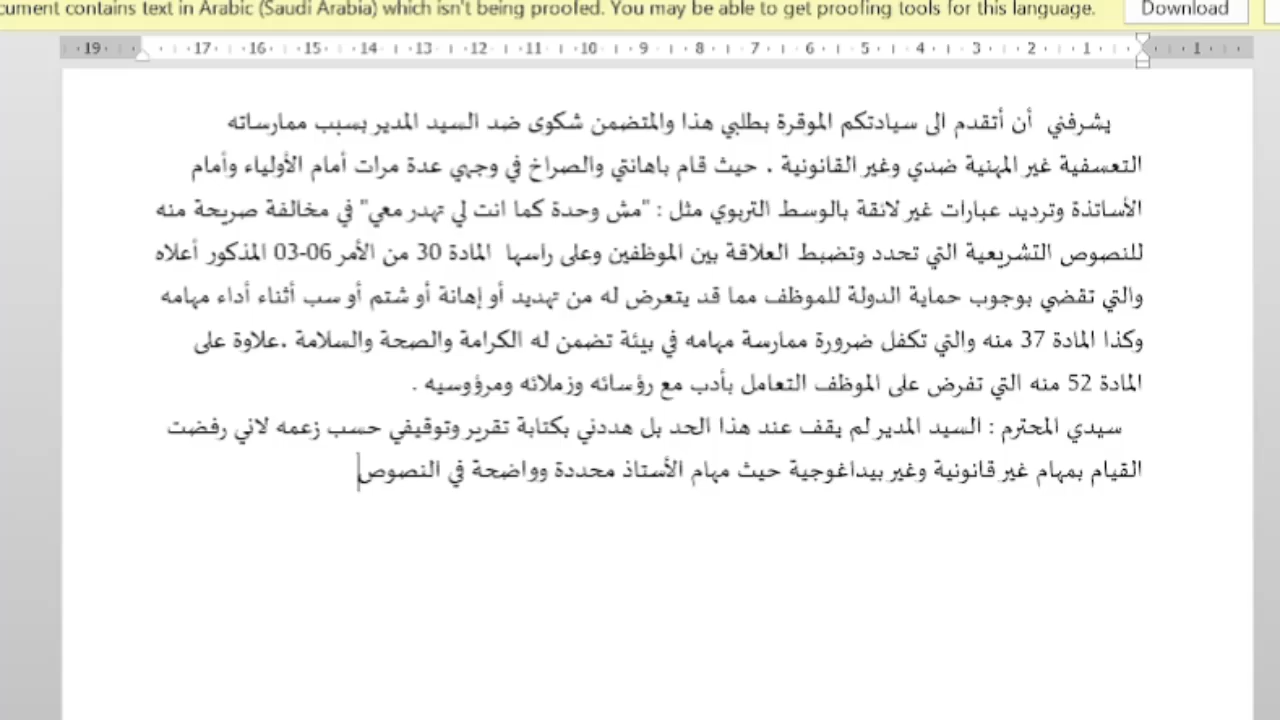 cument contains text in Arabic (Saudi Arabia) which isn't being proofed. You may be able to get proofing tools for this language. Download
19 17 16 15 14 13 12 11 10 9 8 7 6 5 4 3 2 1 1
يشرفني أن أتقدم الى سيادتكم الموقرة بطلبي هذا والمتضمن شكوى ضد السيد المدير بسبب ممارساته
التعسفية غير المهنية ضدي وغير القانونية . حيث قام باهانتي والصراخ في وجهي عدة مرات أمام الأولياء وأمام
الأساتذة وترديد عبارات غير لائقة بالوسط التربوي مثل : "مش وحدة كما انت لي تهدر معي" في مخالفة صريحة منه
للنصوص التشريعية التي تحدد وتضبط العلاقة بين الموظفين وعلى راسها المادة 30 من الأمر 06-03 المذكور أعلاه
والتي تقضي بوجوب حماية الدولة للموظف مما قد يتعرض له من تهديد أو إهانة أو شتم أو سب أثناء أداء مهامه
وكذا المادة 37 منه والتي تكفل ضرورة ممارسة مهامه في بيئة تضمن له الكرامة والصحة والسلامة .علاوة على
المادة 52 منه التي تفرض على الموظف التعامل بأدب مع رؤسائه وزملائه ومرؤوسيه .
سيدي المحترم : السيد المدير لم يقف عند هذا الحد بل هددني بكتابة تقرير وتوقيفي حسب زعمه لاني رفضت
القيام بمهام غير قانونية وغير بيداغوجية حيث مهام الأستاذ محددة وواضحة في النصوص